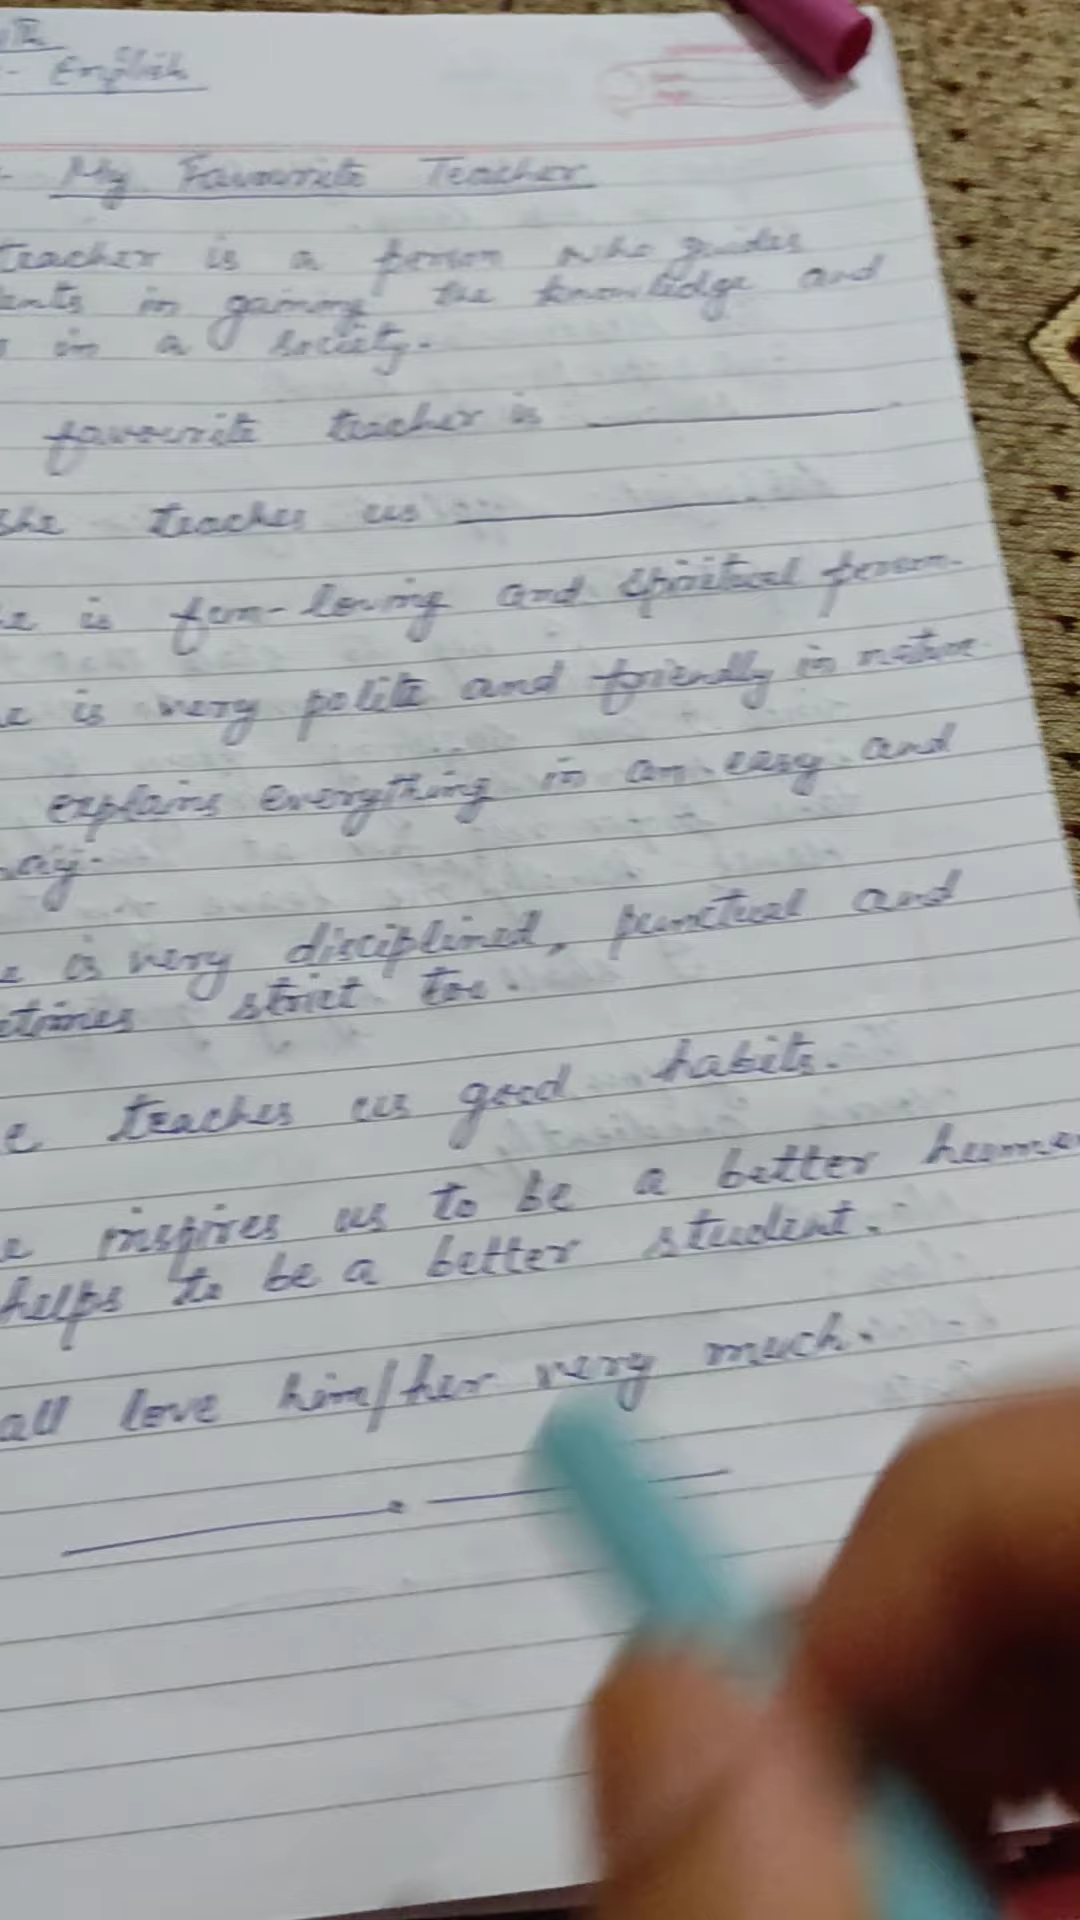 - English
- My Favourite Teacher
teacher is a person who guides
ents in gaining the knowledge and
in a society.
favourite teacher is
she teaches us
e is fun-loving and spiritual person.
e is very polite and friendly in nature
explains everything in an easy and
way.
e is very disciplined, punctual and
etimes strict too.
e teaches us good habits.
e inspires us to be a better human
helps to be a better student.
all love him/her very much.